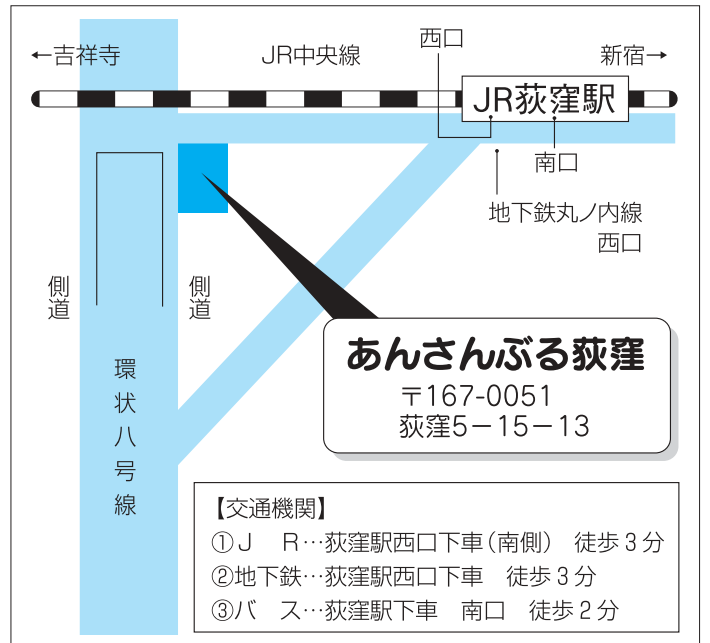 ←吉祥寺
JR中央線
西口
新宿→
JR荻窪駅
南口
地下鉄丸ノ内線
西口
側道
側道
環状八号線
あんさんぶる荻窪
〒167-0051
荻窪5−15−13
【交通機関】
①J　R…荻窪駅西口下車(南側)　徒歩3分
②地下鉄…荻窪駅西口下車　徒歩3分
③バ　ス…荻窪駅下車　南口　徒歩2分